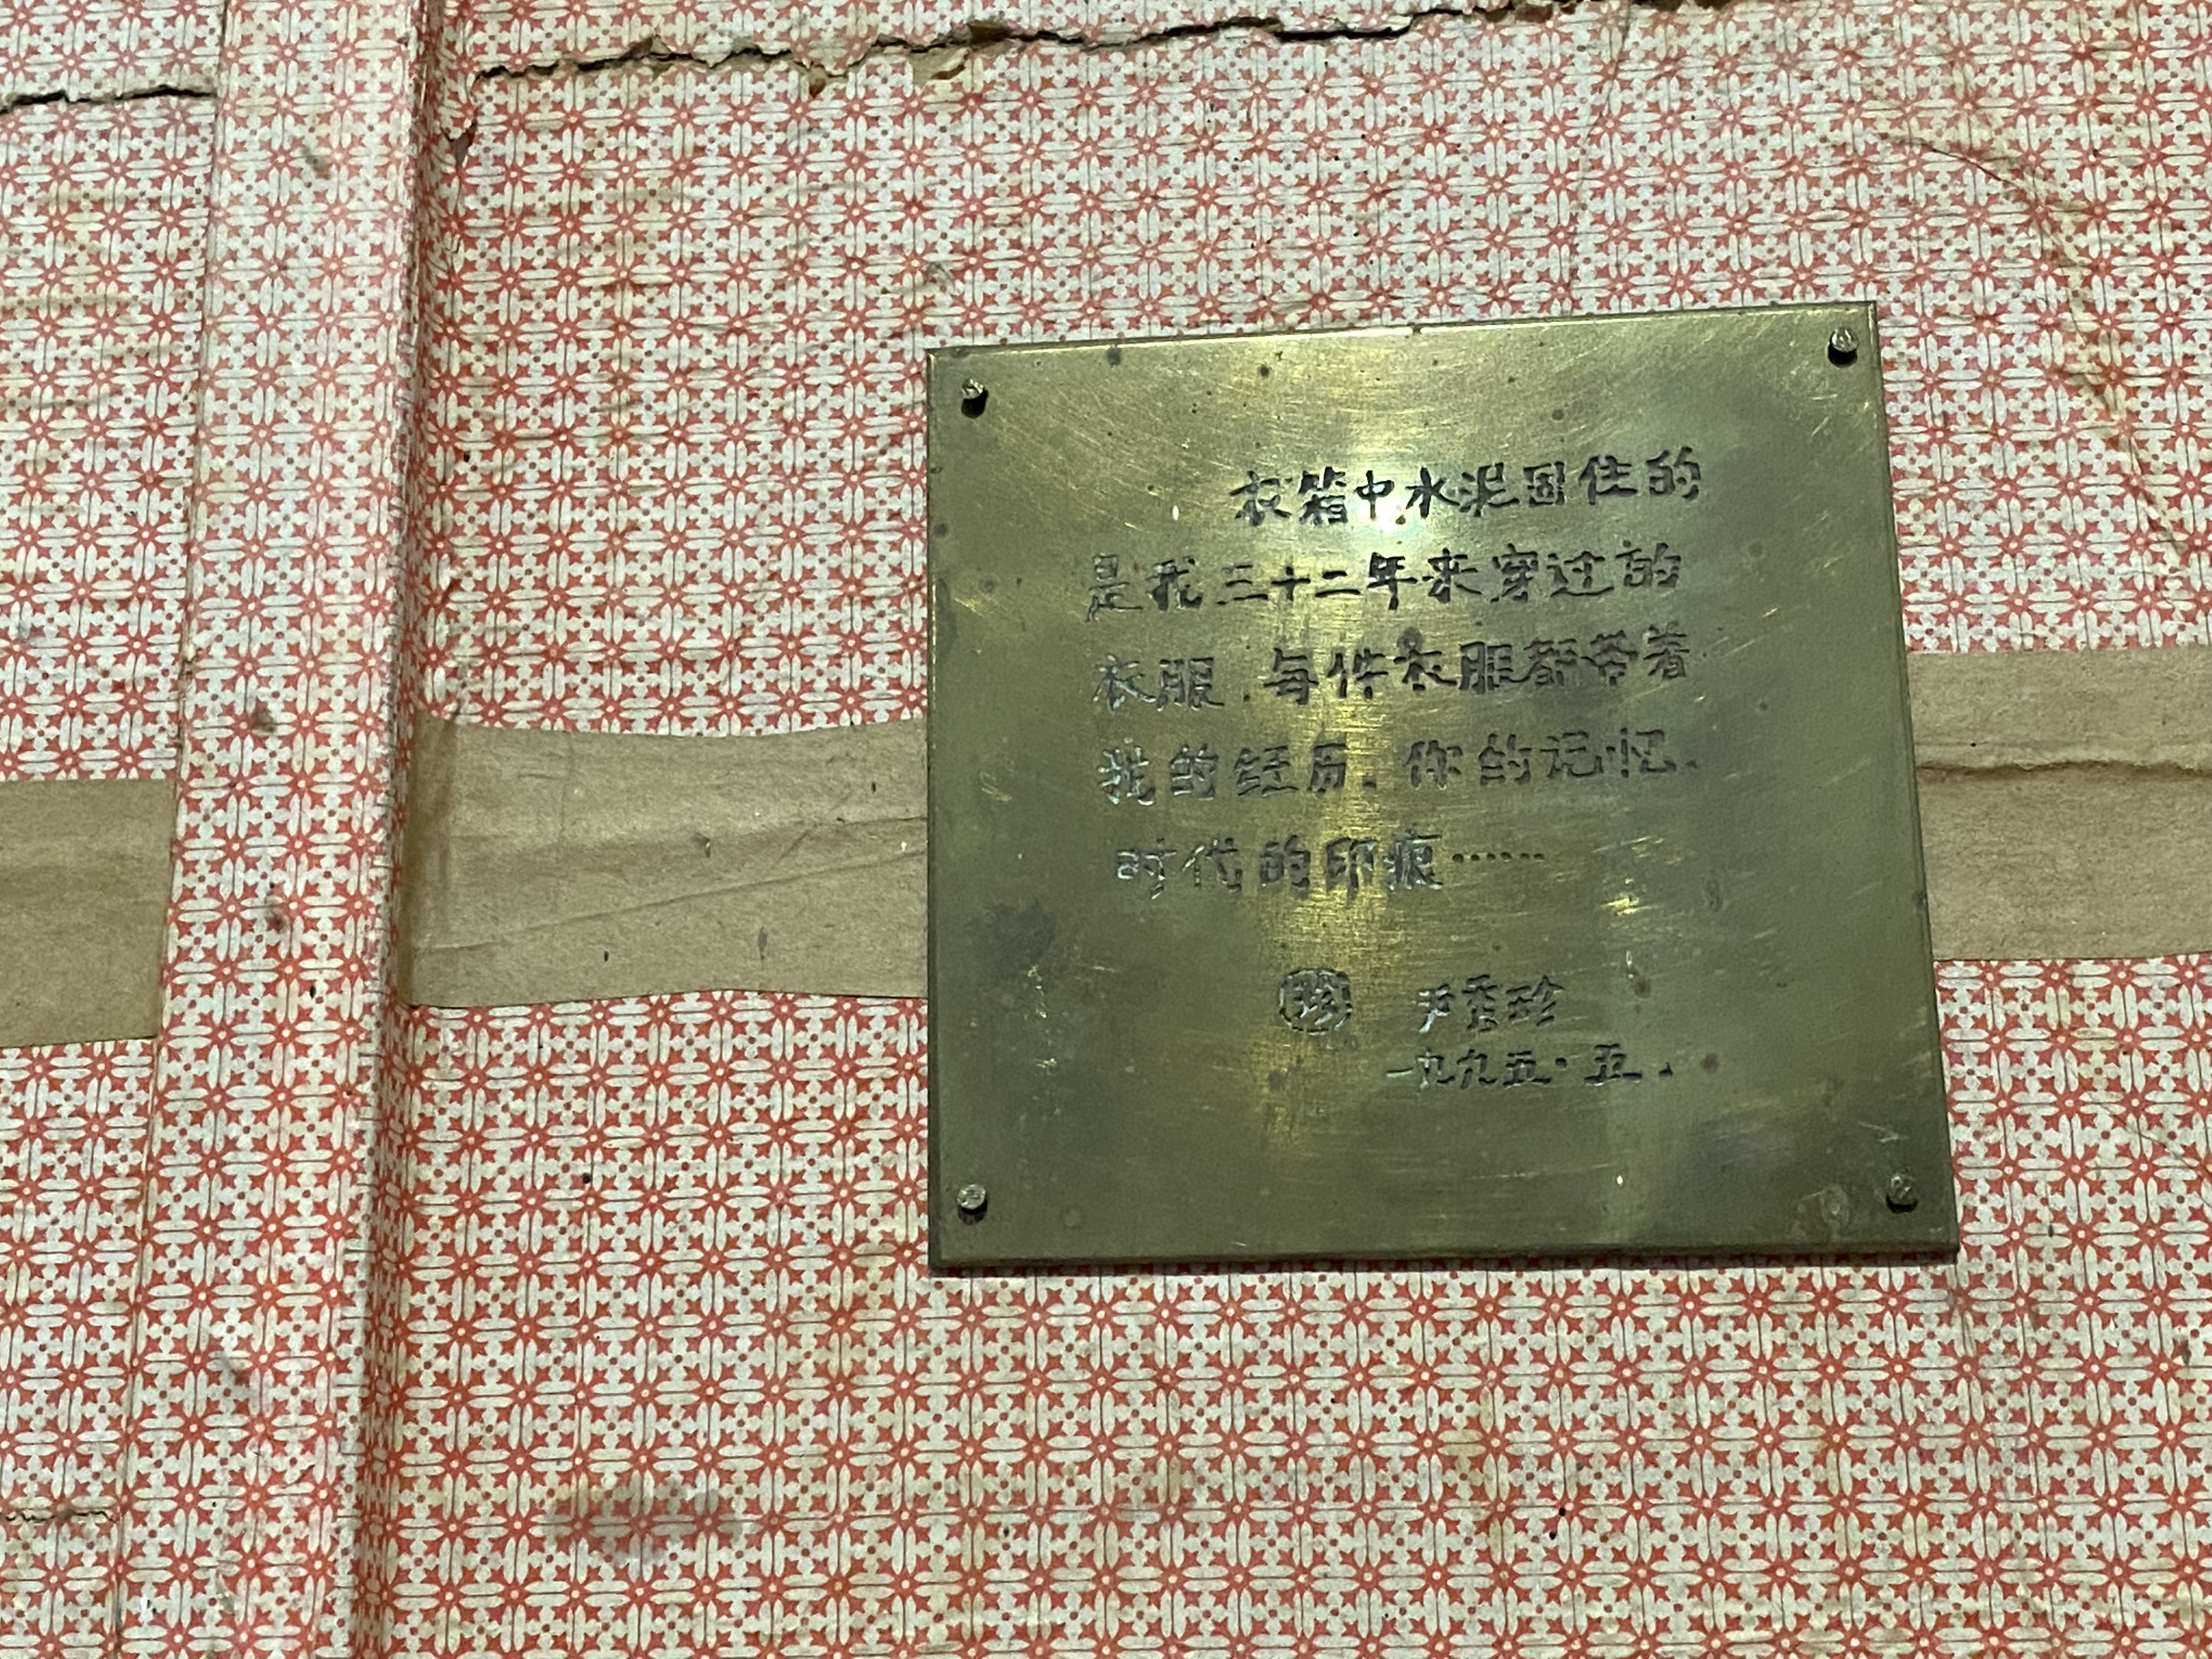 衣箱中水泥固住的
是我三十二年来穿过的
衣服.每件衣服都带着
我的经历、你的记忆、
时代的印痕……
珍 尹秀珍
一九九五·五.